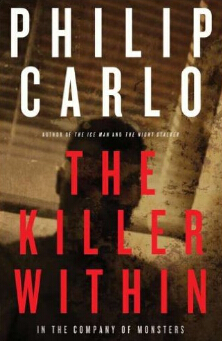 PHILIP
CARLO
AUTHOR OF THE ICE MAN AND THE NIGHT STALKER
THE
KILLER
WITHIN
IN THE COMPANY OF MONSTERS